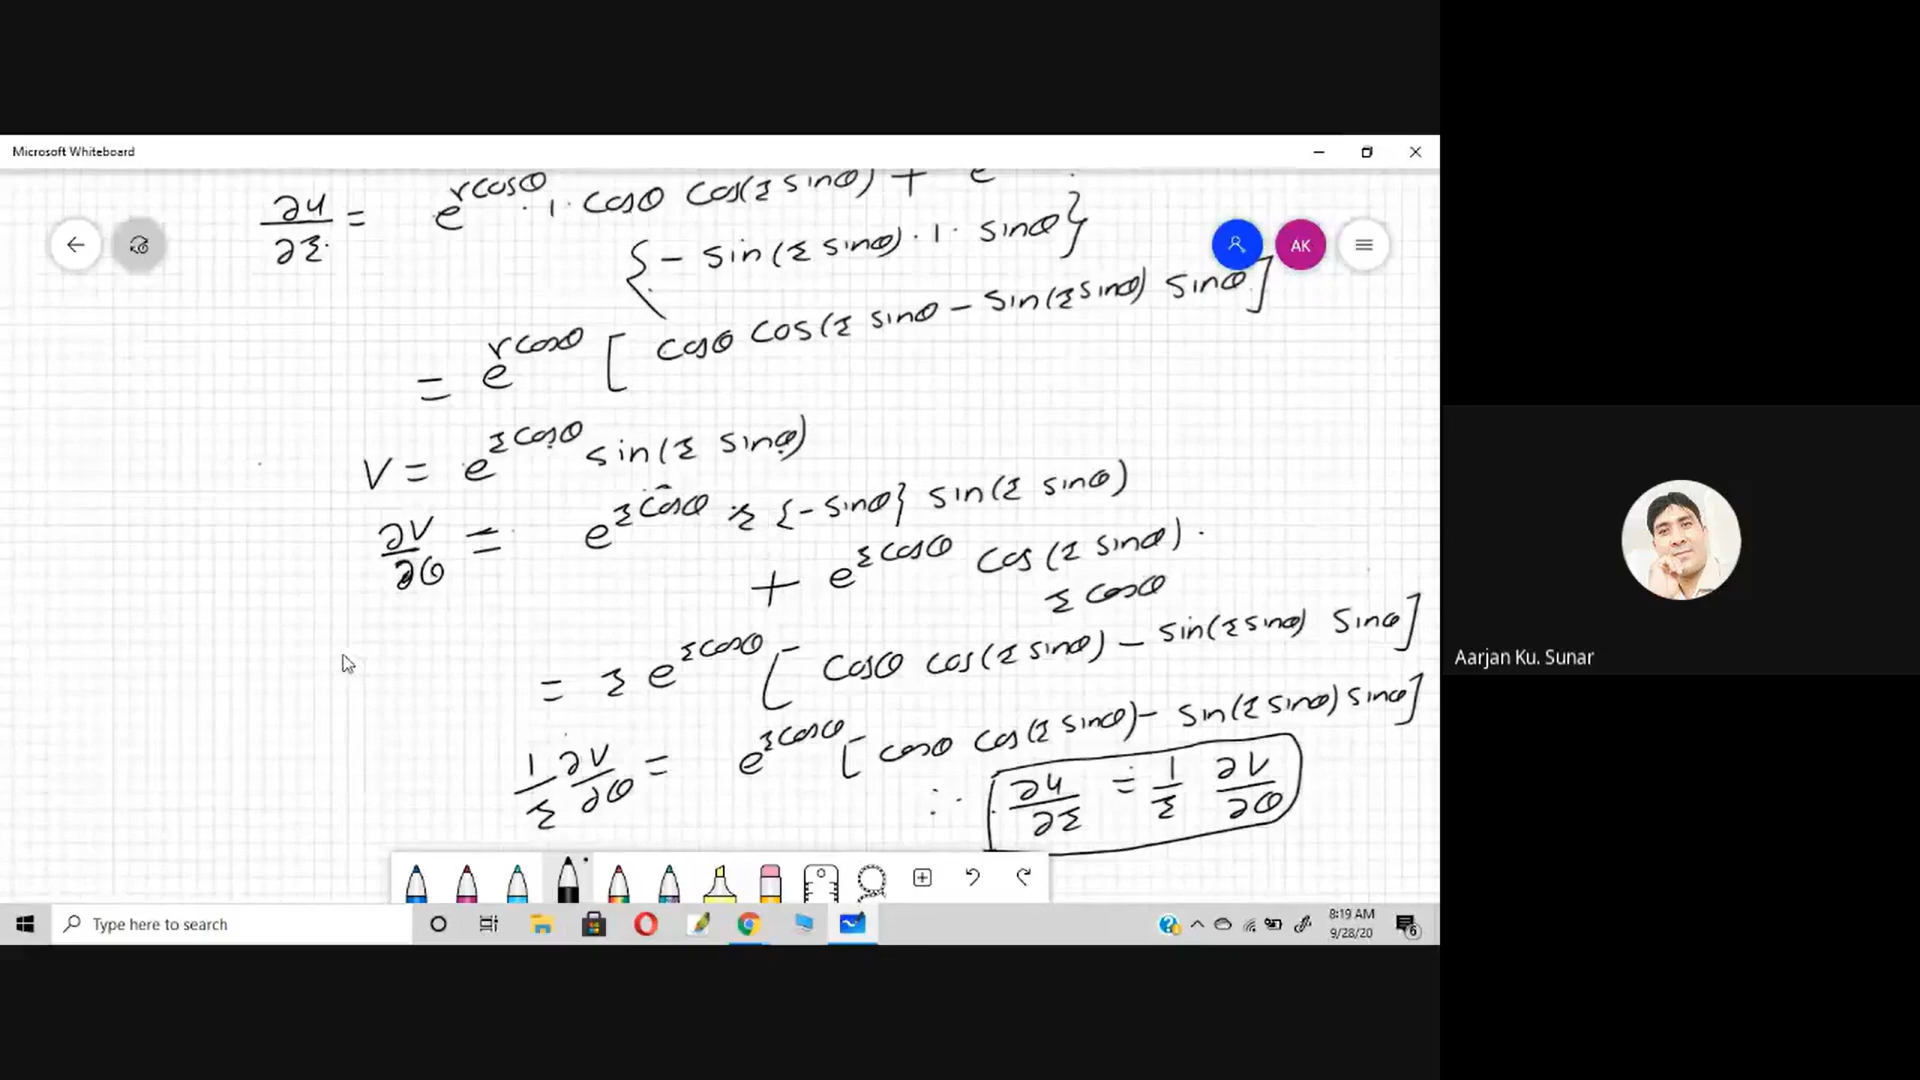 Microsoft Whiteboard
∂u/∂r = e^{rcosθ} · 1 · cosθ cos(r sinθ) + e
{- sin(r sinθ) · 1 · sinθ}
= e^{rcosθ} [ cosθ cos(r sinθ - sin(r sinθ) sinθ]
V = e^{r cosθ} sin(r sinθ)
∂V/∂θ = e^{r cosθ} r {- sinθ} sin(r sinθ)
+ e^{r cosθ} cos(r sinθ) .
r cosθ
= r e^{r cosθ} [ cosθ cos(r sinθ) - sin(r sinθ) sinθ]
1/r ∂V/∂θ = e^{r cosθ} [ cosθ cos(r sinθ) - sin(r sinθ) sinθ]
∴ ∂u/∂r = 1/r ∂V/∂θ
AK
Aarjan Ku. Sunar
Type here to search
8:19 AM
9/28/20
6